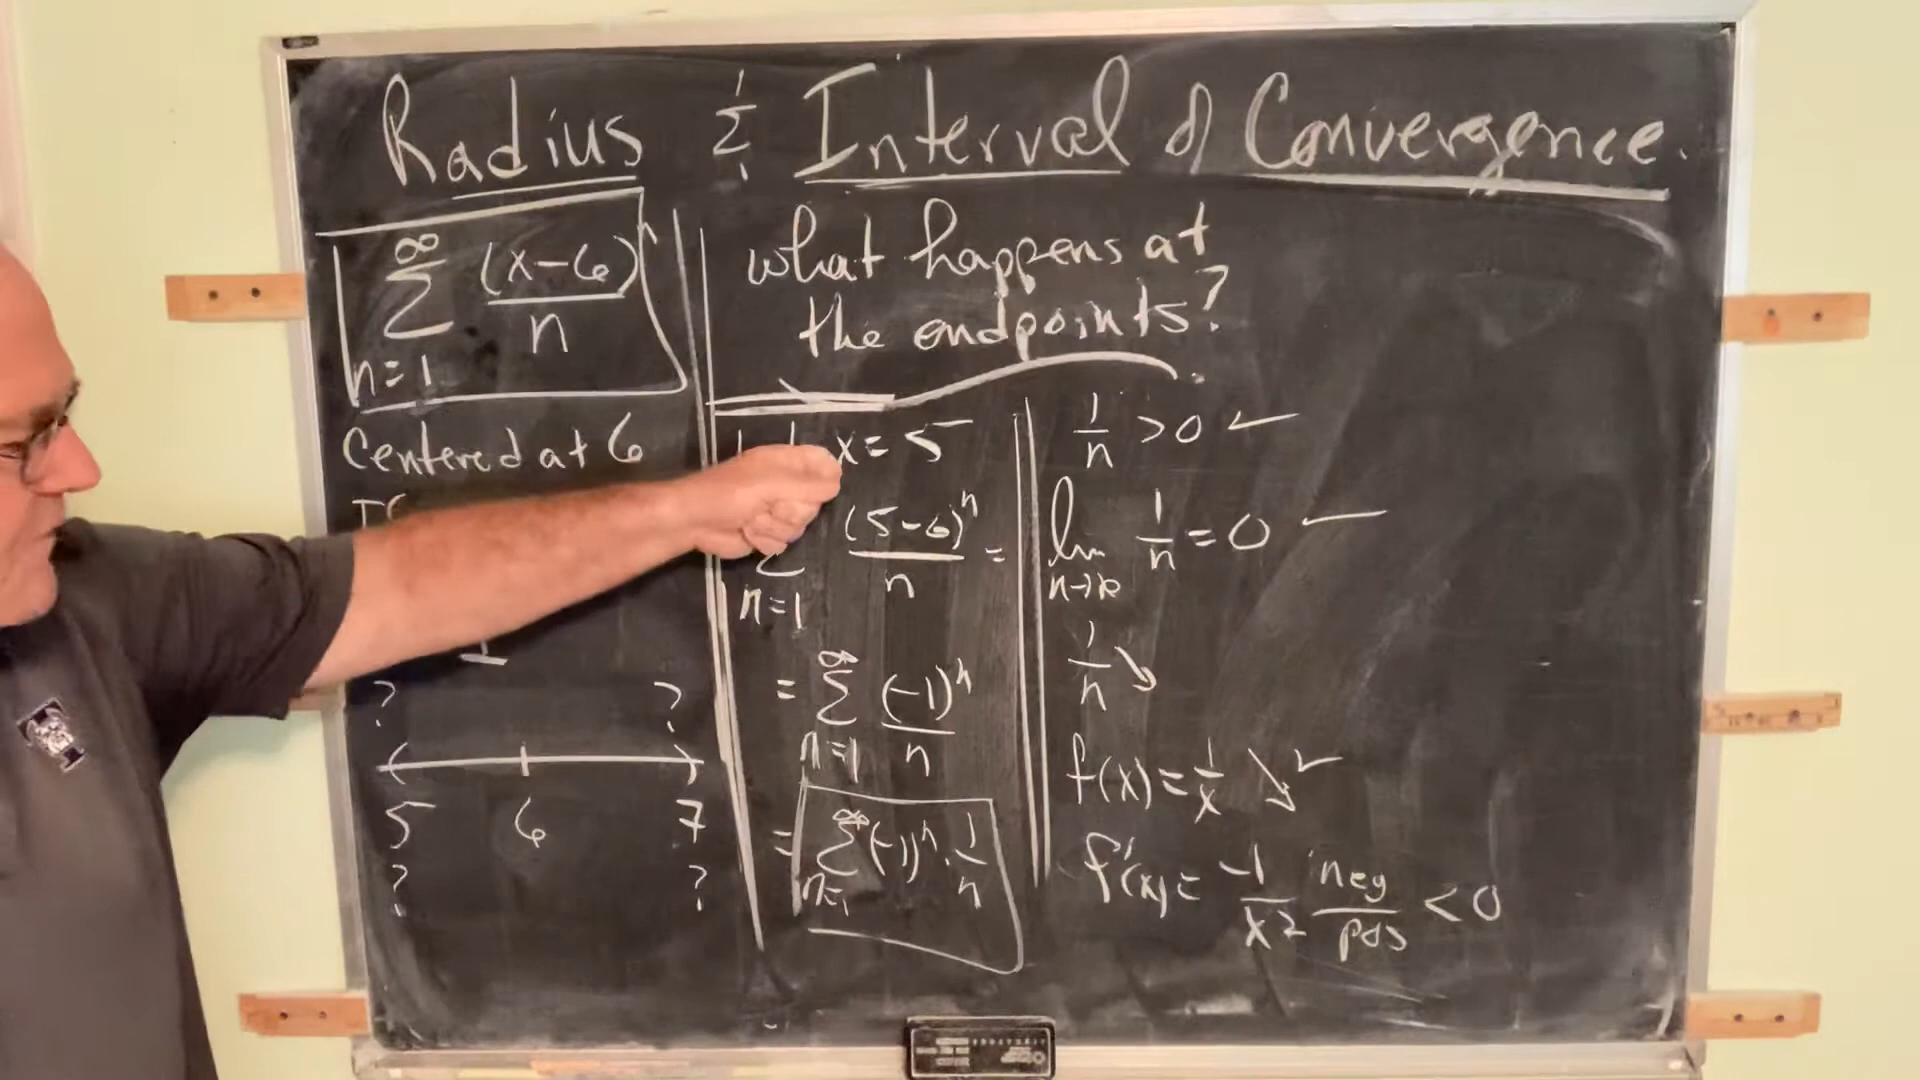 Radius & Interval of Convergence.
∞
Σ (x-6)
n
n=1
Centered at 6
? ?
5 6 7
? ?
what happens at
the endpoints?
x=5
Σ (5-6)^n / n =
n=1
= ∞ Σ n=1 (-1)^n / n
= ∞ Σ n=1 (-1)^n · 1/n
1/n > 0 ✓
lim n→∞ 1/n = 0 ✓
1/n ↘
f(x) = 1/x ↘ ✓
f'(x) = -1/x2 neg/pos < 0